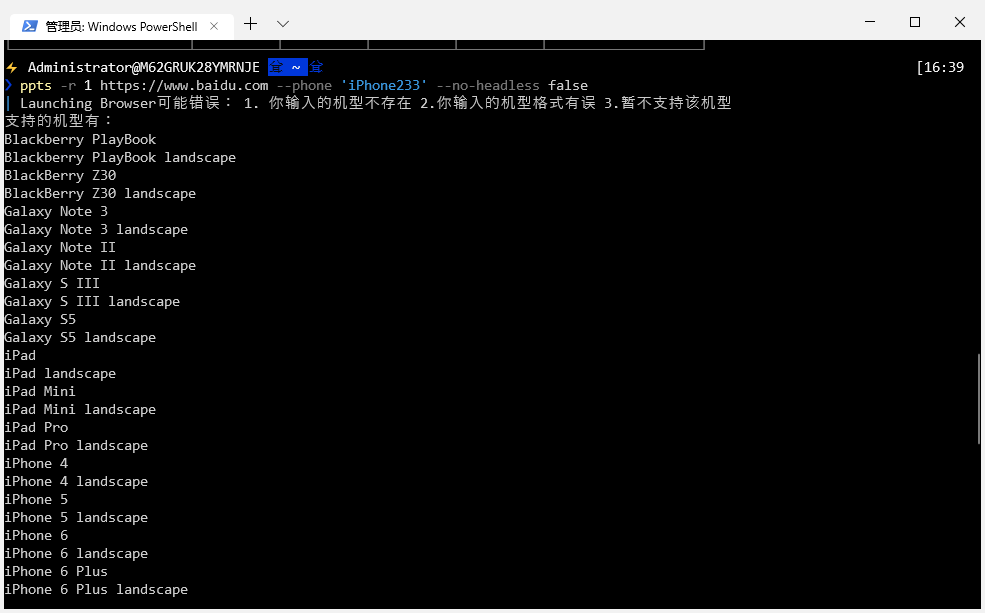 管理员: Windows PowerShell
Administrator@M62GRUK28YMRNJE ~ [16:39
ppts -r 1 https://www.baidu.com --phone 'iPhone233' --no-headless false
| Launching Browser可能错误： 1. 你输入的机型不存在 2.你输入的机型格式有误 3.暂不支持该机型
支持的机型有：
Blackberry PlayBook
Blackberry PlayBook landscape
BlackBerry Z30
BlackBerry Z30 landscape
Galaxy Note 3
Galaxy Note 3 landscape
Galaxy Note II
Galaxy Note II landscape
Galaxy S III
Galaxy S III landscape
Galaxy S5
Galaxy S5 landscape
iPad
iPad landscape
iPad Mini
iPad Mini landscape
iPad Pro
iPad Pro landscape
iPhone 4
iPhone 4 landscape
iPhone 5
iPhone 5 landscape
iPhone 6
iPhone 6 landscape
iPhone 6 Plus
iPhone 6 Plus landscape